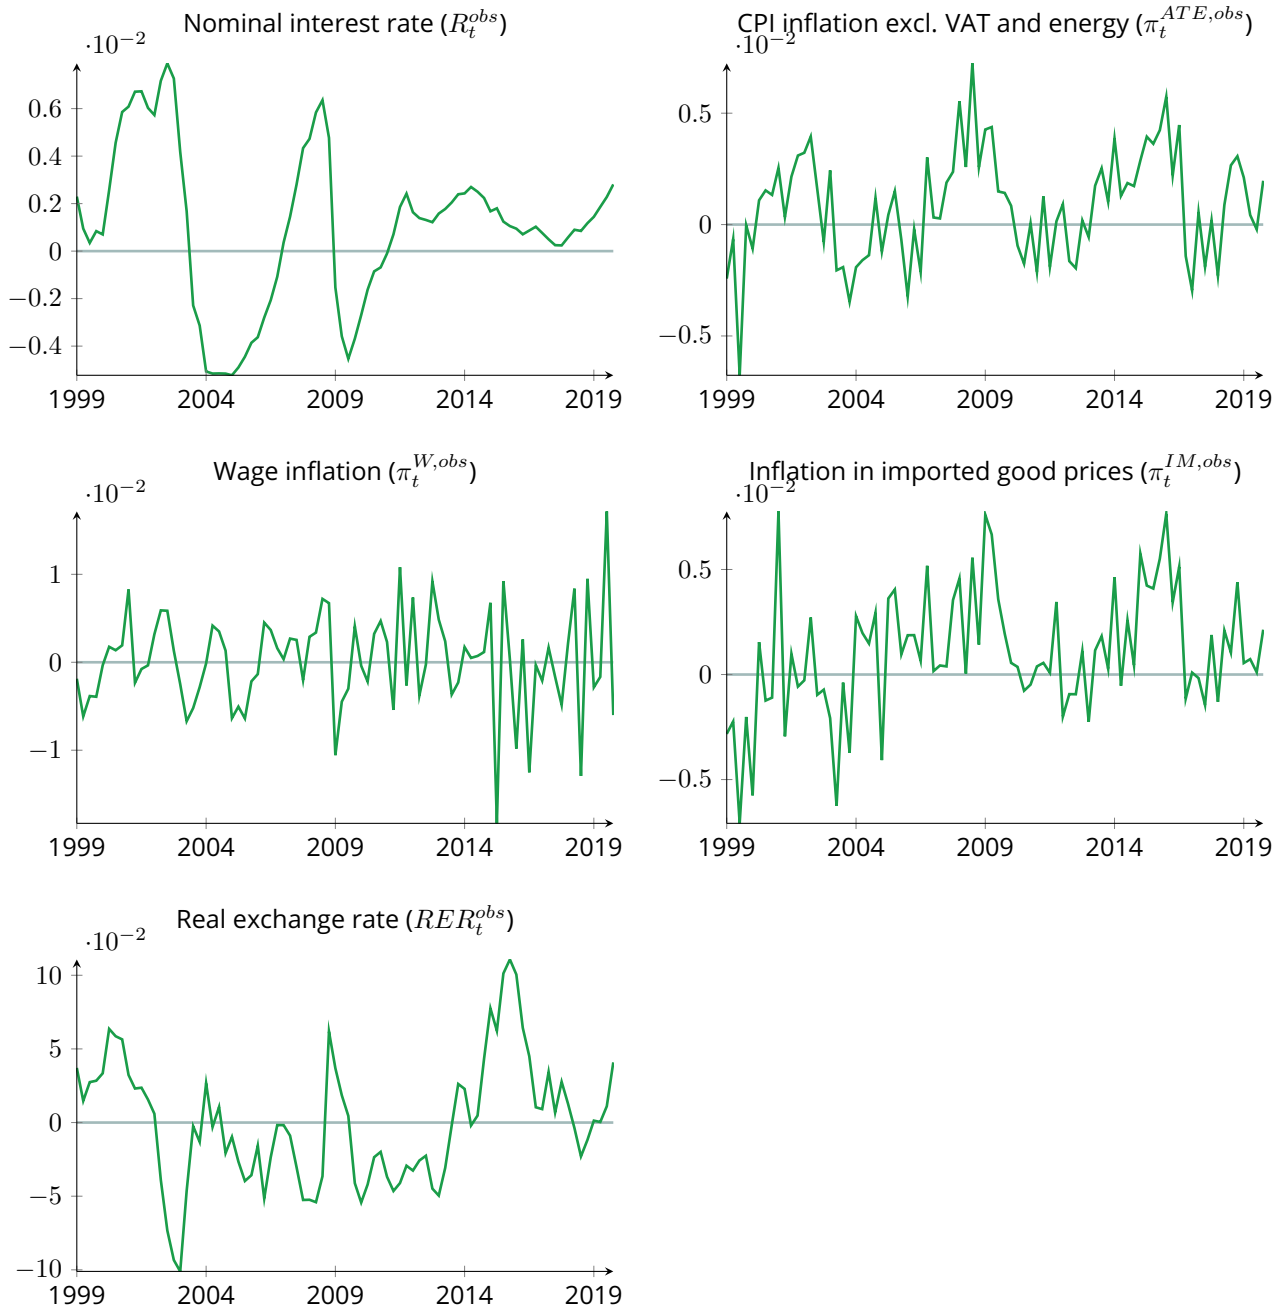 Nominal interest rate (R_t^{obs})
·10^{−2}
0.6
0.4
0.2
0
−0.2
−0.4
1999 2004 2009 2014 2019
CPI inflation excl. VAT and energy (π_t^{ATE,obs})
·10^{−2}
0.5
0
−0.5
1999 2004 2009 2014 2019
Wage inflation (π_t^{W,obs})
·10^{−2}
1
0
−1
1999 2004 2009 2014 2019
Inflation in imported good prices (π_t^{IM,obs})
·10^{−2}
0.5
0
−0.5
1999 2004 2009 2014 2019
Real exchange rate (RER_t^{obs})
·10^{−2}
10
5
0
−5
−10
1999 2004 2009 2014 2019